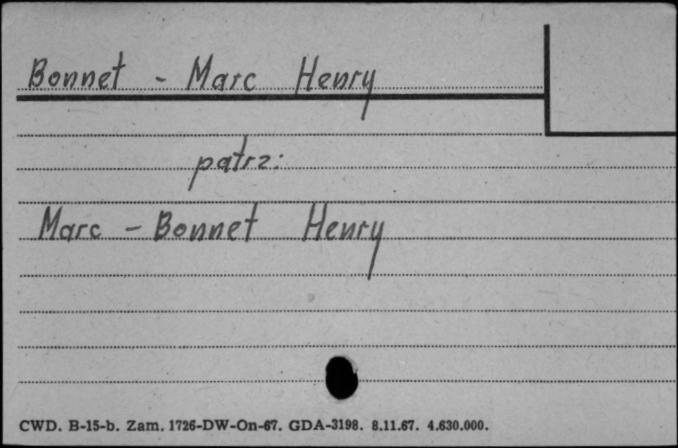 Bonnet - Marc Henry
patrz:
Marc - Bonnet Henry
CWD. B-15-b. Zam. 1726-DW-On-67. GDA-3198. 8.11.67. 4.630.000.